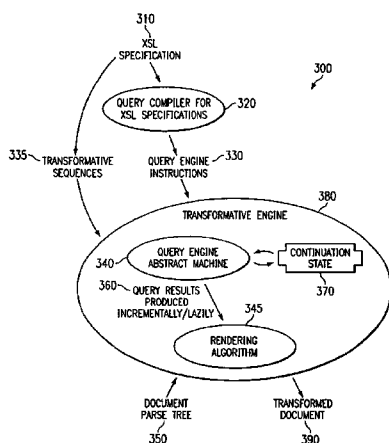 310
XSL
SPECIFICATION
300
QUERY COMPILER FOR
XSL SPECIFICATIONS
320
335
TRANSFORMATIVE
SEQUENCES
QUERY ENGINE
INSTRUCTIONS
330
380
TRANSFORMATIVE ENGINE
340
QUERY ENGINE
ABSTRACT MACHINE
CONTINUATION
STATE
370
360
QUERY RESULTS
PRODUCED
INCREMENTALLY/LAZILY
345
RENDERING
ALGORITHM
DOCUMENT
PARSE TREE
350
TRANSFORMED
DOCUMENT
390